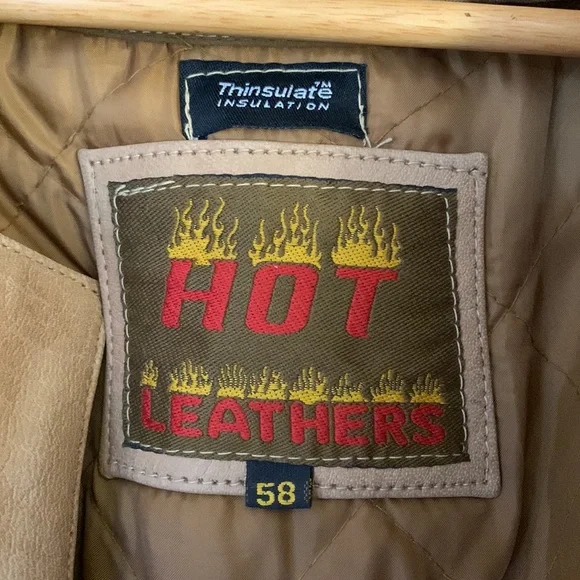 Thinsulate™
INSULATION
HOT
LEATHERS
58